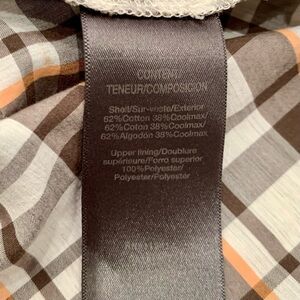 CONTENT
TENEUR/COMPOSICION
Shell/Sur-veste/Exterior
62%Cotton 38%Coolmax/
62%Coton 38%Coolmax/
62%Algodon 38%Coolmax
Upper lining/Doublure
supérieure/Forro superior
100%Polyester/
Polyester/Polyester